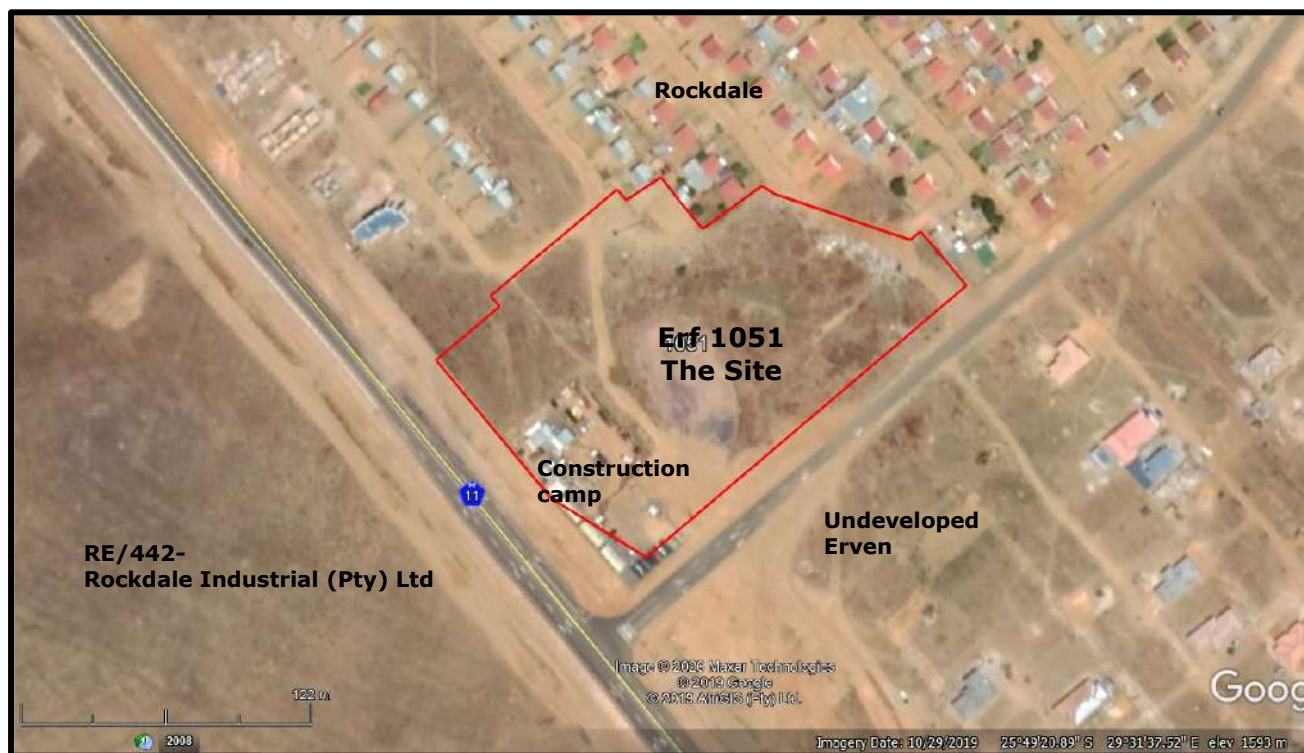 Rockdale
Erf 1051
1051
The Site
Construction
camp
11
Undeveloped
Erven
RE/442-
Rockdale Industrial (Pty) Ltd
Image © 2020 Maxar Technologies
© 2019 Google
© 2019 AfriGIS (Pty) Ltd.
Goog
122 m
2008
Imagery Date: 10/29/2019 25°49'20.89" S 29°31'37.52" E elev 1593 m